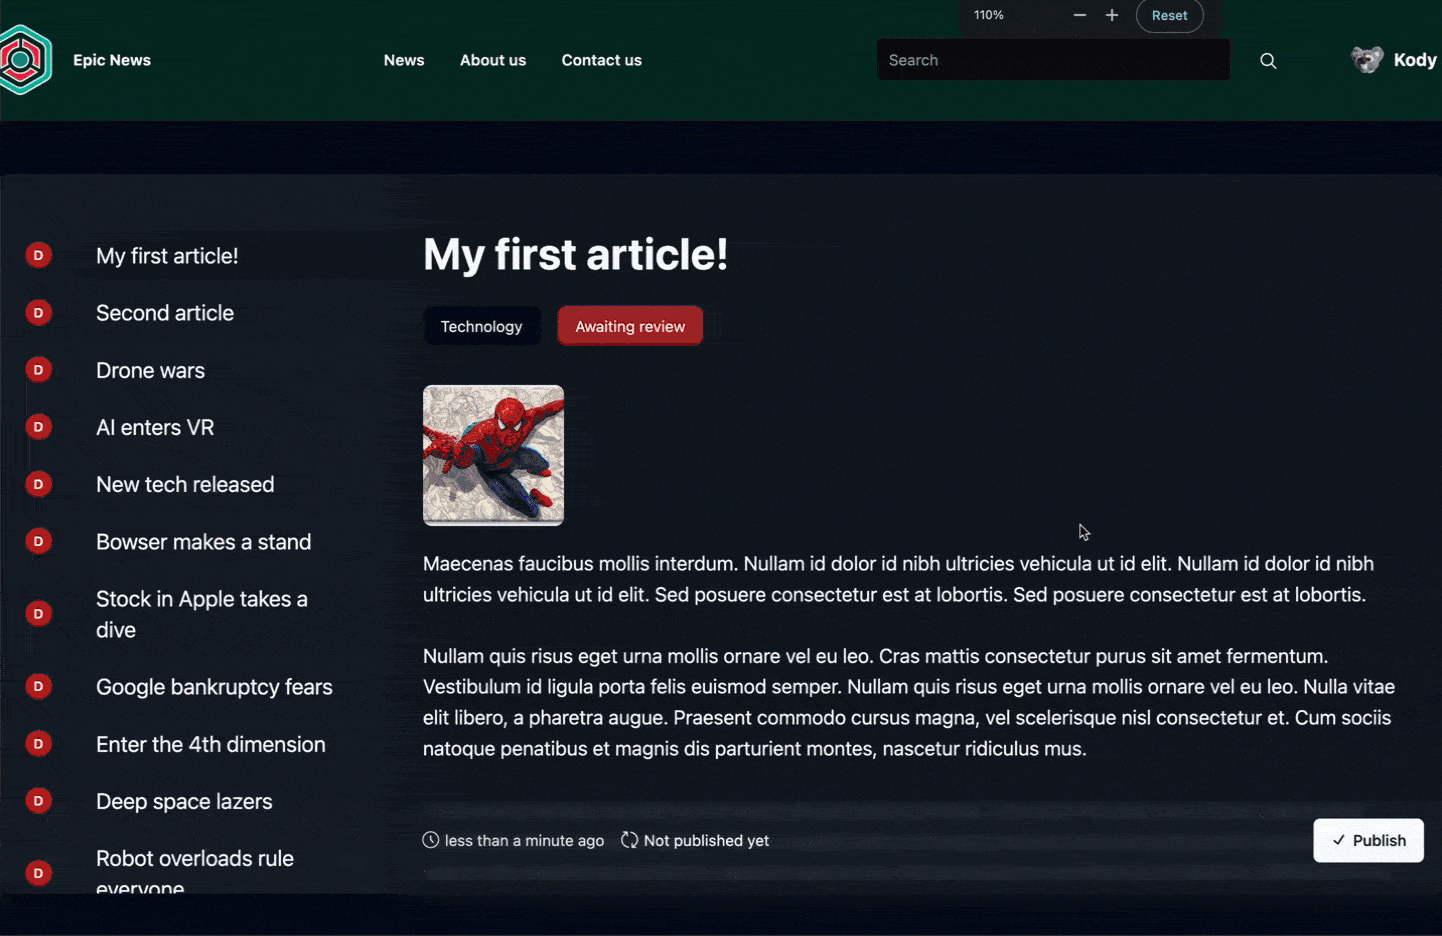 110%
Reset
Epic News
News
About us
Contact us
Search
Kody
D My first article!
D Second article
D Drone wars
D AI enters VR
D New tech released
D Bowser makes a stand
D Stock in Apple takes a
dive
D Google bankruptcy fears
D Enter the 4th dimension
D Deep space lazers
D Robot overloads rule
everyone
My first article!
Technology
Awaiting review
Maecenas faucibus mollis interdum. Nullam id dolor id nibh ultricies vehicula ut id elit. Nullam id dolor id nibh
ultricies vehicula ut id elit. Sed posuere consectetur est at lobortis. Sed posuere consectetur est at lobortis.
Nullam quis risus eget urna mollis ornare vel eu leo. Cras mattis consectetur purus sit amet fermentum.
Vestibulum id ligula porta felis euismod semper. Nullam quis risus eget urna mollis ornare vel eu leo. Nulla vitae
elit libero, a pharetra augue. Praesent commodo cursus magna, vel scelerisque nisl consectetur et. Cum sociis
natoque penatibus et magnis dis parturient montes, nascetur ridiculus mus.
less than a minute ago
Not published yet
Publish